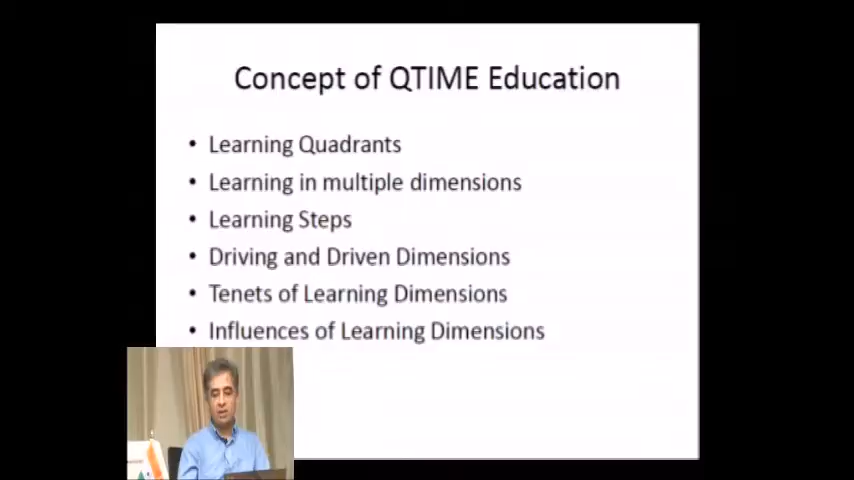 Concept of QTIME Education
• Learning Quadrants
• Learning in multiple dimensions
• Learning Steps
• Driving and Driven Dimensions
• Tenets of Learning Dimensions
• Influences of Learning Dimensions